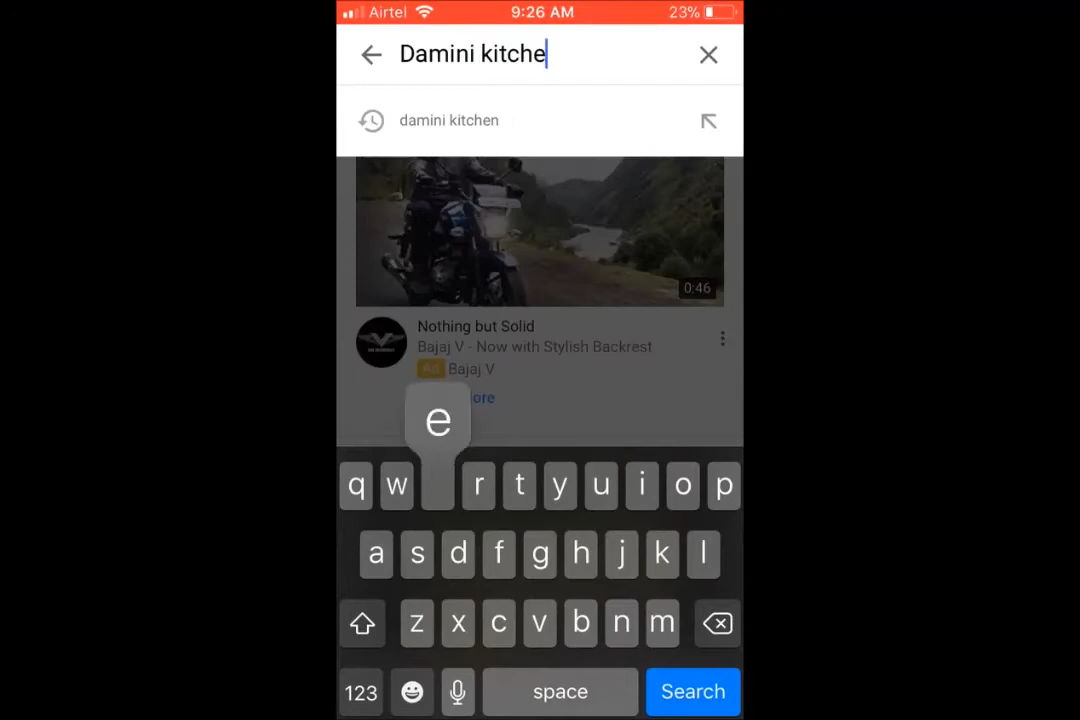 Airtel 9:26 AM 23%
Damini kitche
damini kitchen
0:46
Nothing but Solid
Bajaj V - Now with Stylish Backrest
Ad Bajaj V
ore
e
q w r t y u i o p
a s d f g h j k l
z x c v b n m
123 space Search